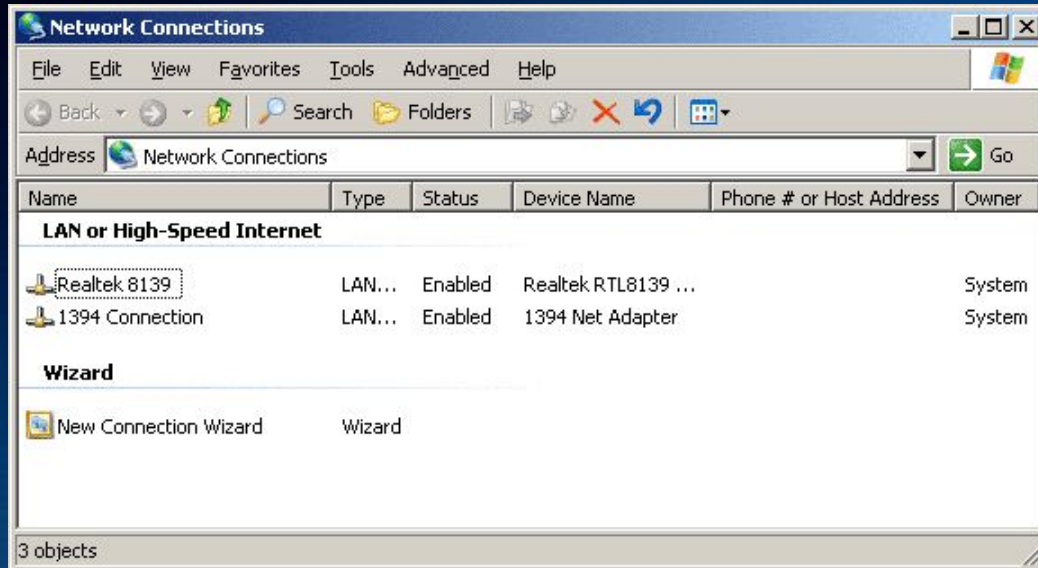 Network Connections
File Edit View Favorites Tools Advanced Help
Back Search Folders
Address Network Connections Go
Name Type Status Device Name Phone # or Host Address Owner
LAN or High-Speed Internet
Realtek 8139 LAN... Enabled Realtek RTL8139 ... System
1394 Connection LAN... Enabled 1394 Net Adapter System
Wizard
New Connection Wizard Wizard
3 objects